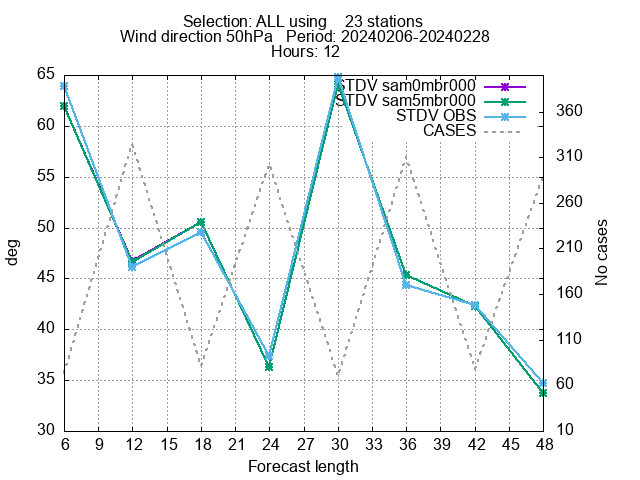 Selection: ALL using    23 stations
Wind direction 50hPa   Period: 20240206-20240228
Hours: 12
STDV sam0mbr000
STDV sam5mbr000
STDV OBS
CASES
65
60
55
50
45
40
35
30
deg
360
310
260
210
160
110
60
10
No cases
6 9 12 15 18 21 24 27 30 33 36 39 42 45 48
Forecast length